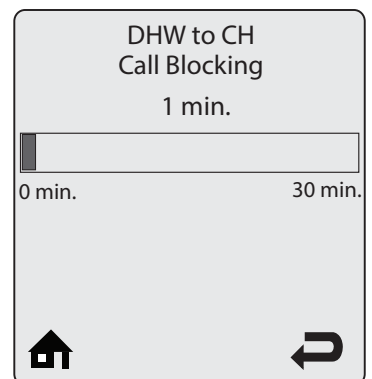 DHW to CH
Call Blocking
1 min.
0 min. 30 min.